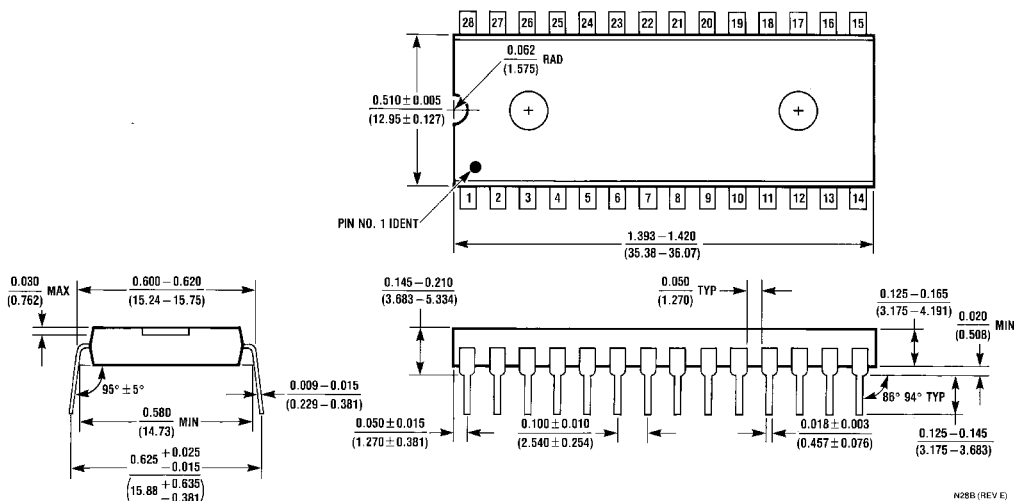 28 27 26 25 24 23 22 21 20 19 18 17 16 15
0.062
(1.575)
RAD
0.510 ± 0.005
(12.95 ± 0.127)
PIN NO. 1 IDENT
1 2 3 4 5 6 7 8 9 10 11 12 13 14
1.393 – 1.420
(35.38 – 36.07)
0.030
(0.762)
MAX
0.600 – 0.620
(15.24 – 15.75)
95° ± 5°
0.009 – 0.015
(0.229 – 0.381)
0.580
(14.73)
MIN
0.625 +0.025
−0.015
(15.88 +0.635
−0.381)
0.145 – 0.210
(3.683 – 5.334)
0.050
(1.270)
TYP
0.125 – 0.165
(3.175 – 4.191)
0.020
(0.508)
MIN
86° 94° TYP
0.050 ± 0.015
(1.270 ± 0.381)
0.100 ± 0.010
(2.540 ± 0.254)
0.018 ± 0.003
(0.457 ± 0.076)
0.125 – 0.145
(3.175 – 3.683)
N28B (REV E)